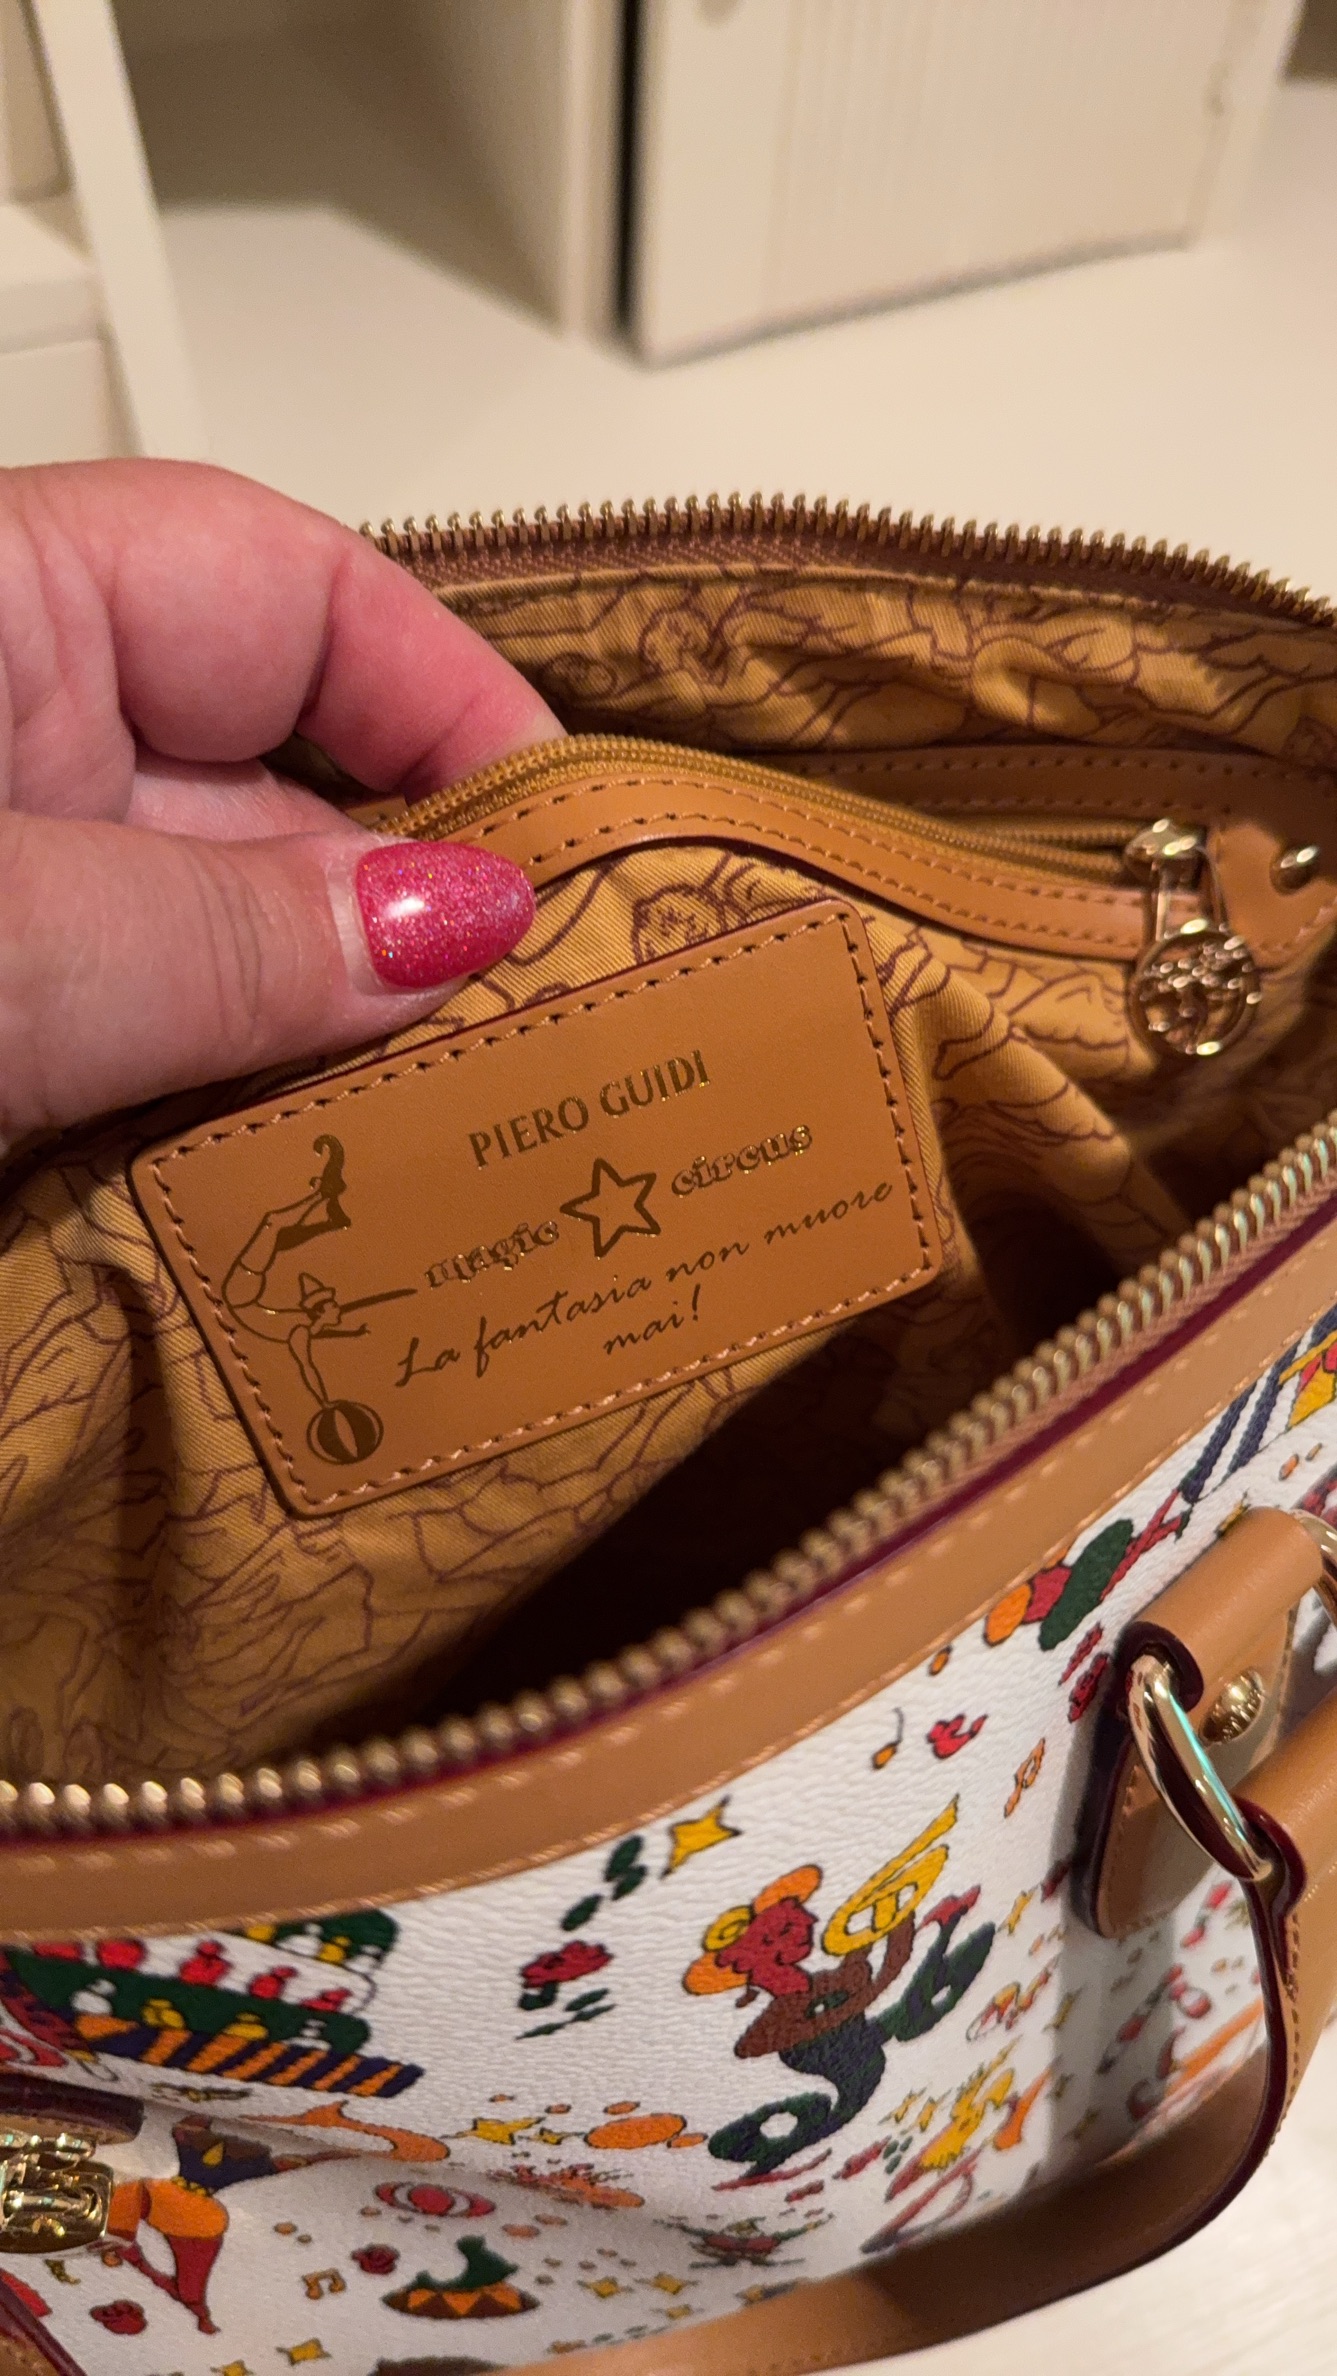 PIERO GUIDI
magic circus
La fantasia non muore
mai!